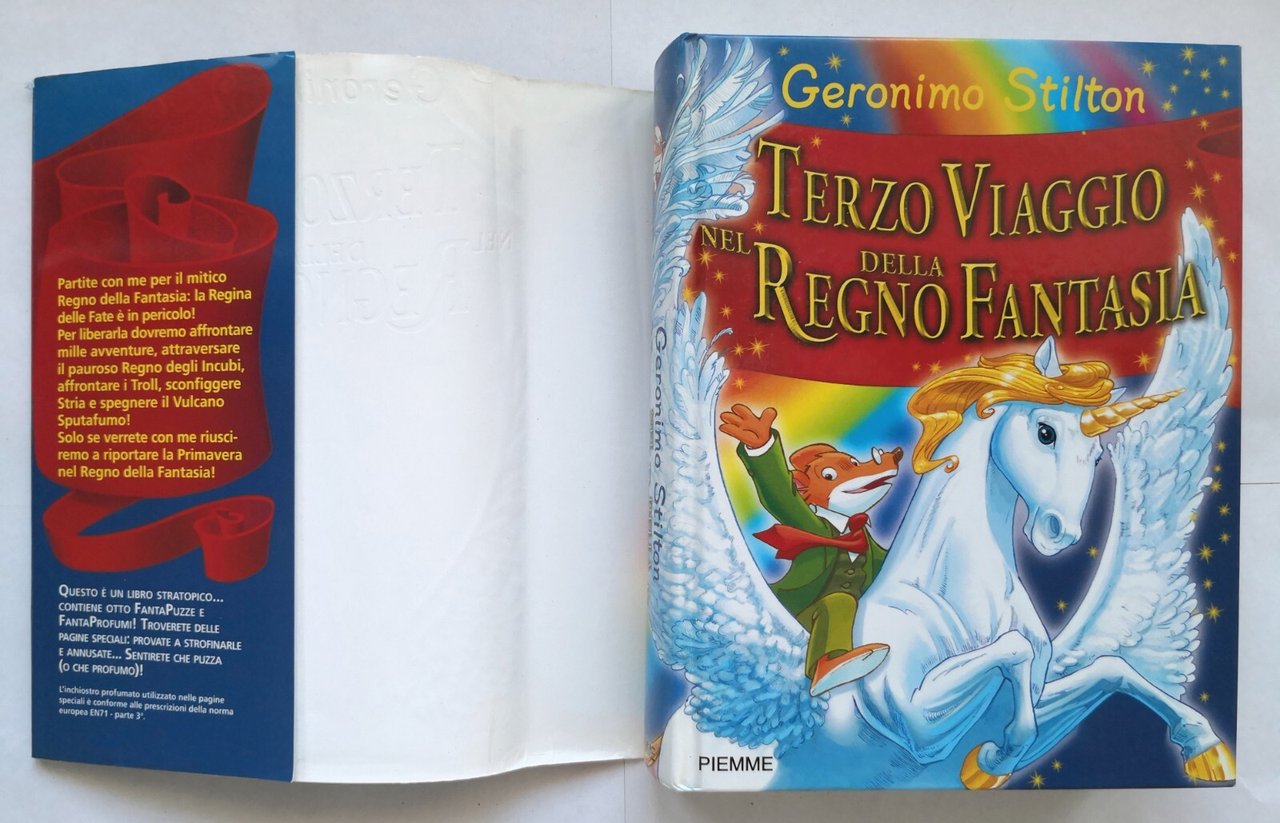 Partite con me per il mitico
Regno della Fantasia: la Regina
delle Fate è in pericolo!
Per liberarla dovremo affrontare
mille avventure, attraversare
il pauroso Regno degli Incubi,
affrontare i Troll, sconfiggere
Stria e spegnere il Vulcano
Sputafumo!
Solo se verrete con me riusci-
remo a riportare la Primavera
nel Regno della Fantasia!
QUESTO È UN LIBRO STRATOPICO...
CONTIENE OTTO FANTAPUZZE E
FANTAPROFUMI! TROVERETE DELLE
PAGINE SPECIALI: PROVATE A STROFINARLE
E ANNUSATE... SENTIRETE CHE PUZZA
(O CHE PROFUMO)!
L'inchiostro profumato utilizzato nelle pagine
speciali è conforme alle prescrizioni della norma
europea EN71 - parte 3ª.
Geronimo Stilton
Geronimo Stilton
TERZO VIAGGIO
NEL
DELLA
REGNO FANTASIA
PIEMME